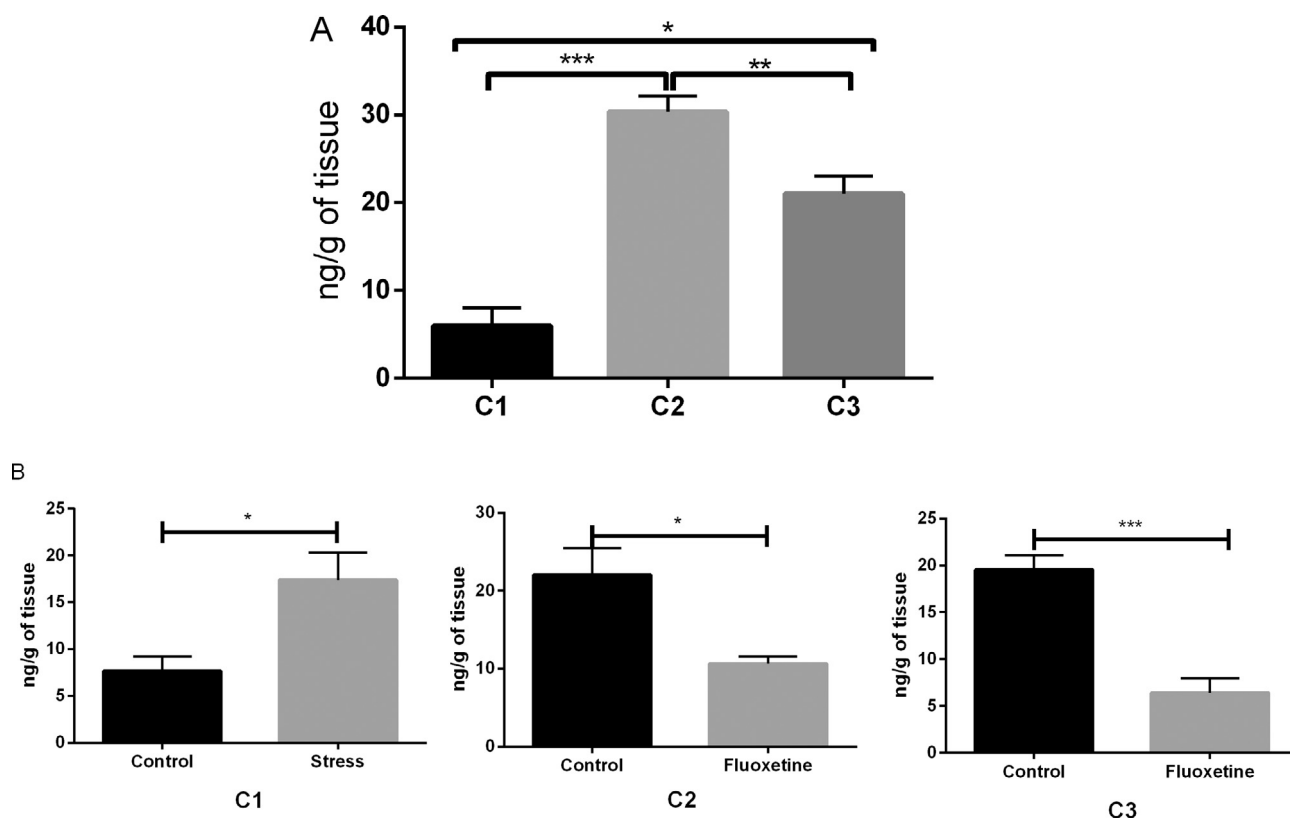 A
ng/g of tissue
40
30
20
10
0
*
***
**
C1
C2
C3
B
ng/g of tissue
25
20
15
10
5
0
*
Control
Stress
C1
ng/g of tissue
30
20
10
0
*
Control
Fluoxetine
C2
ng/g of tissue
25
20
15
10
5
0
***
Control
Fluoxetine
C3